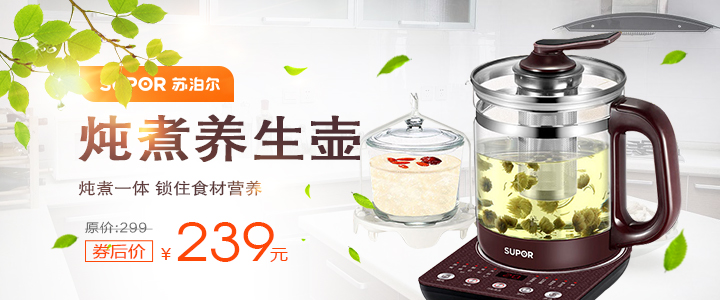 SUPOR 苏泊尔
炖煮养生壶
炖煮一体 锁住食材营养
原价:299
券后价 ¥239元
SUPOR